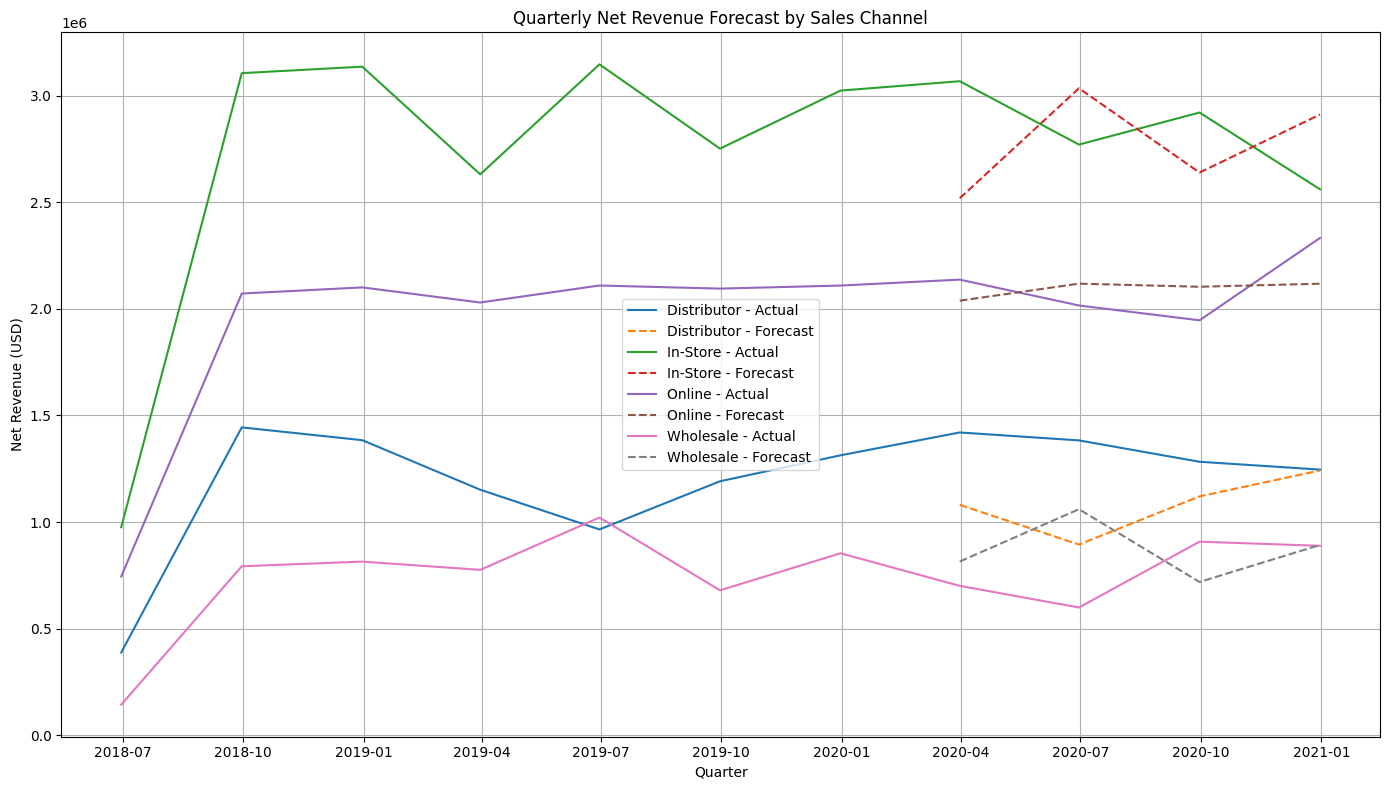 Quarterly Net Revenue Forecast by Sales Channel
1e6
3.0
2.5
2.0
1.5
1.0
0.5
0.0
Net Revenue (USD)
Distributor - Actual
Distributor - Forecast
In-Store - Actual
In-Store - Forecast
Online - Actual
Online - Forecast
Wholesale - Actual
Wholesale - Forecast
2018-07 2018-10 2019-01 2019-04 2019-07 2019-10 2020-01 2020-04 2020-07 2020-10 2021-01
Quarter